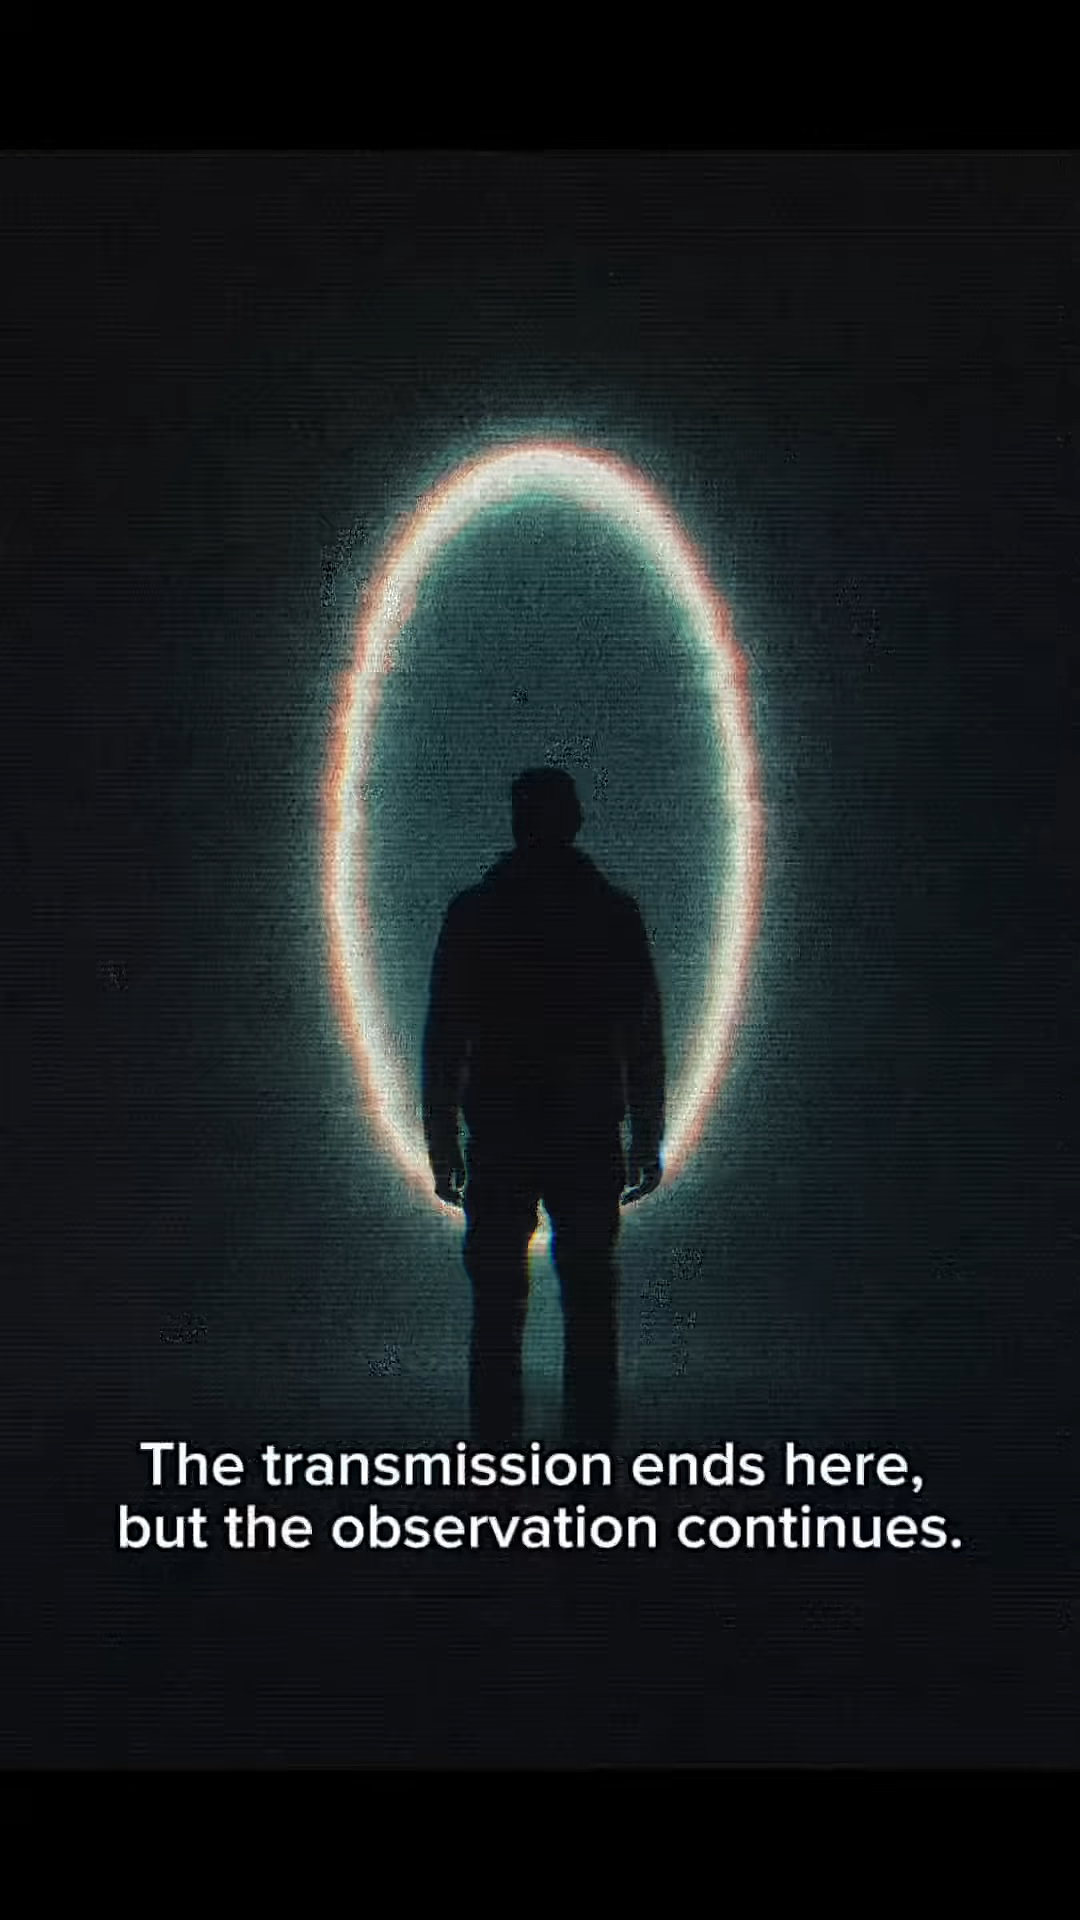 The transmission ends here,
but the observation continues.